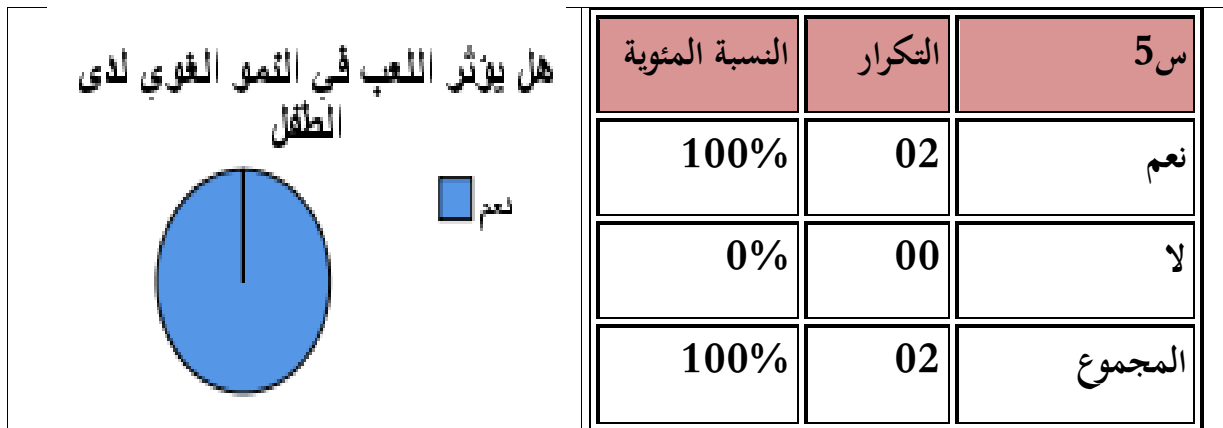 س5 التكرار النسبة المئوية
نعم 02 100%
لا 00 0%
المجموع 02 100%
هل يؤثر اللعب في النمو الغوي لدى
الطفل
نعم